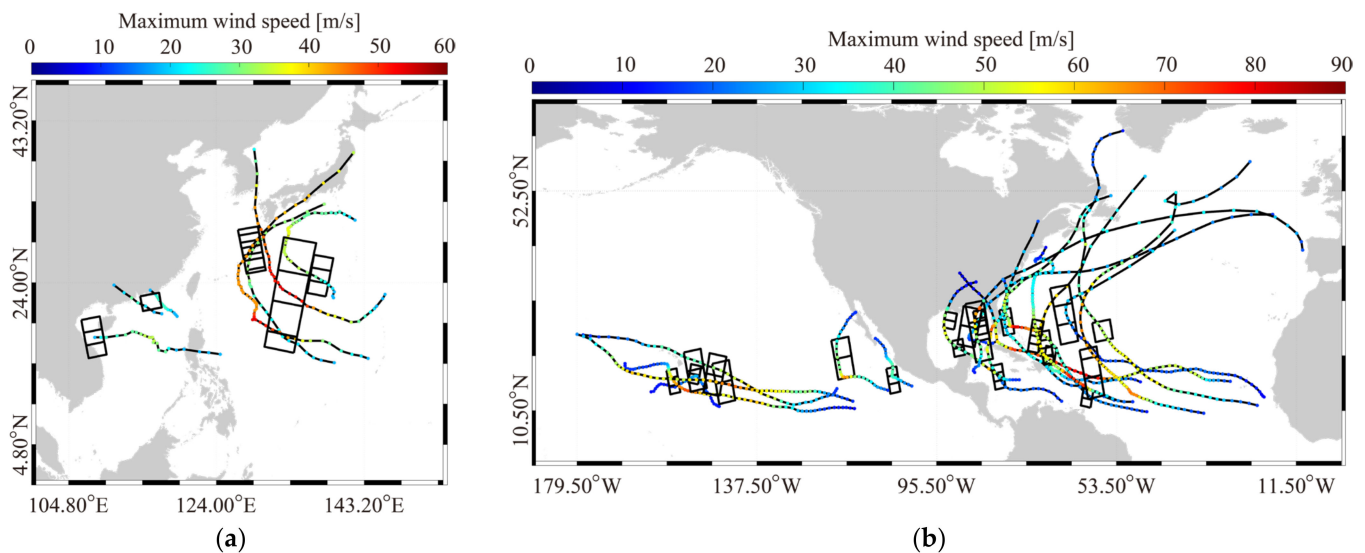 Maximum wind speed [m/s]
0 10 20 30 40 50 60
43.20°N
24.00°N
4.80°N
104.80°E 124.00°E 143.20°E
(a)
Maximum wind speed [m/s]
0 10 20 30 40 50 60 70 80 90
52.50°N
10.50°N
179.50°W 137.50°W 95.50°W 53.50°W 11.50°W
(b)